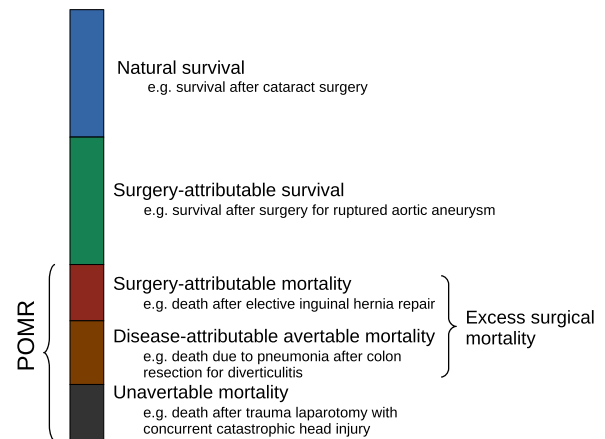 Natural survival
e.g. survival after cataract surgery
Surgery-attributable survival
e.g. survival after surgery for ruptured aortic aneurysm
Surgery-attributable mortality
e.g. death after elective inguinal hernia repair
Disease-attributable avertable mortality
e.g. death due to pneumonia after colon
resection for diverticulitis
Unavertable mortality
e.g. death after trauma laparotomy with
concurrent catastrophic head injury
POMR
Excess surgical
mortality